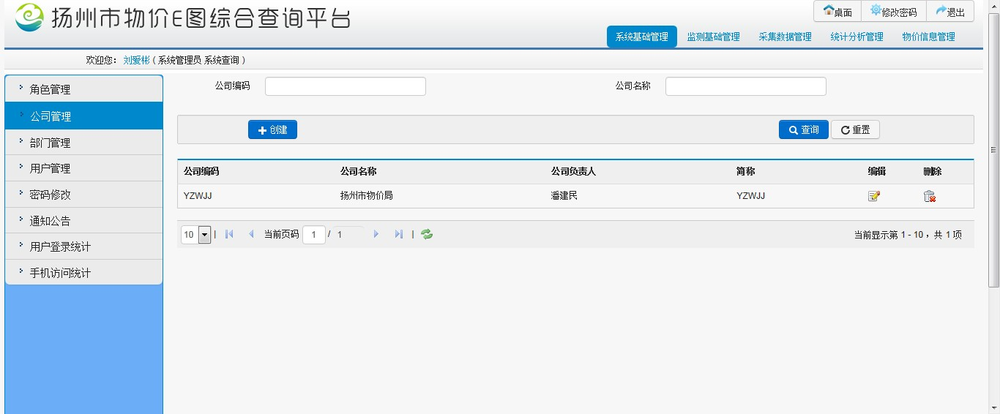 扬州市物价E图综合查询平台
桌面 修改密码 退出
系统基础管理 监测基础管理 采集数据管理 统计分析管理 物价信息管理
欢迎您: 刘爱彬 ( 系统管理员 系统查询 )
角色管理
公司管理
部门管理
用户管理
密码修改
通知公告
用户登录统计
手机访问统计
公司编码 公司名称
创建 查询 重置
公司编码 公司名称 公司负责人 简称 编辑 删除
YZWJJ 扬州市物价局 潘建民 YZWJJ
10 | 当前页码 1 / 1 | 当前显示第 1 - 10 ，共 1 项